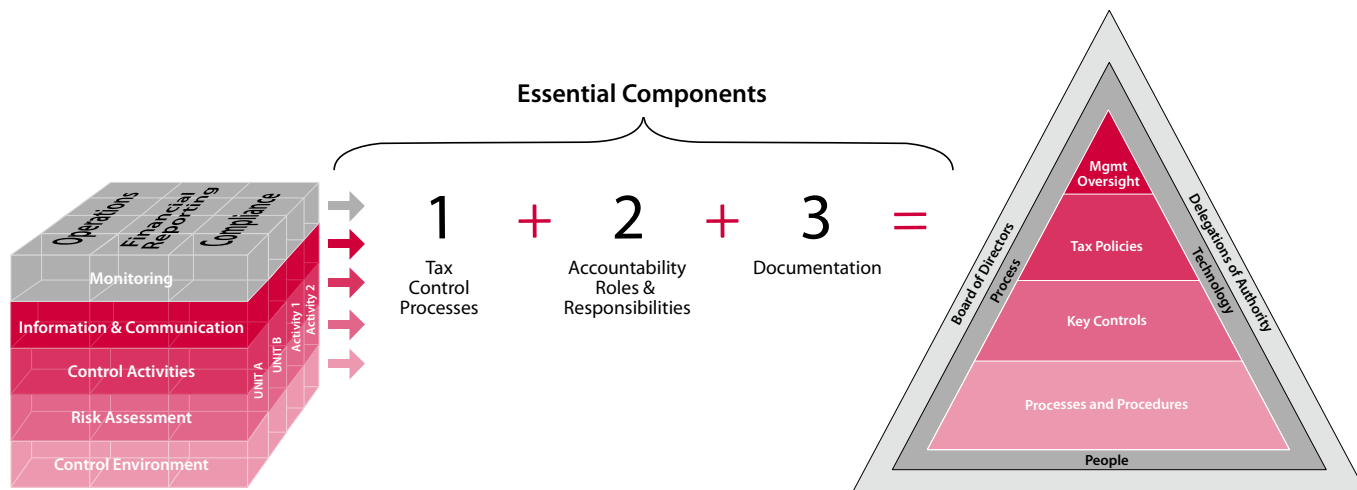 Essential Components
Operations
Financial
Reporting
Compliance
Monitoring
Information & Communication
Control Activities
Risk Assessment
Control Environment
UNIT A
UNIT B
Activity 1
Activity 2
1
+
2
+
3
=
Tax
Control
Processes
Accountability
Roles &
Responsibilities
Documentation
Board of Directors
Process
Mgmt
Oversight
Tax Policies
Key Controls
Processes and Procedures
People
Technology
Delegations of Authority